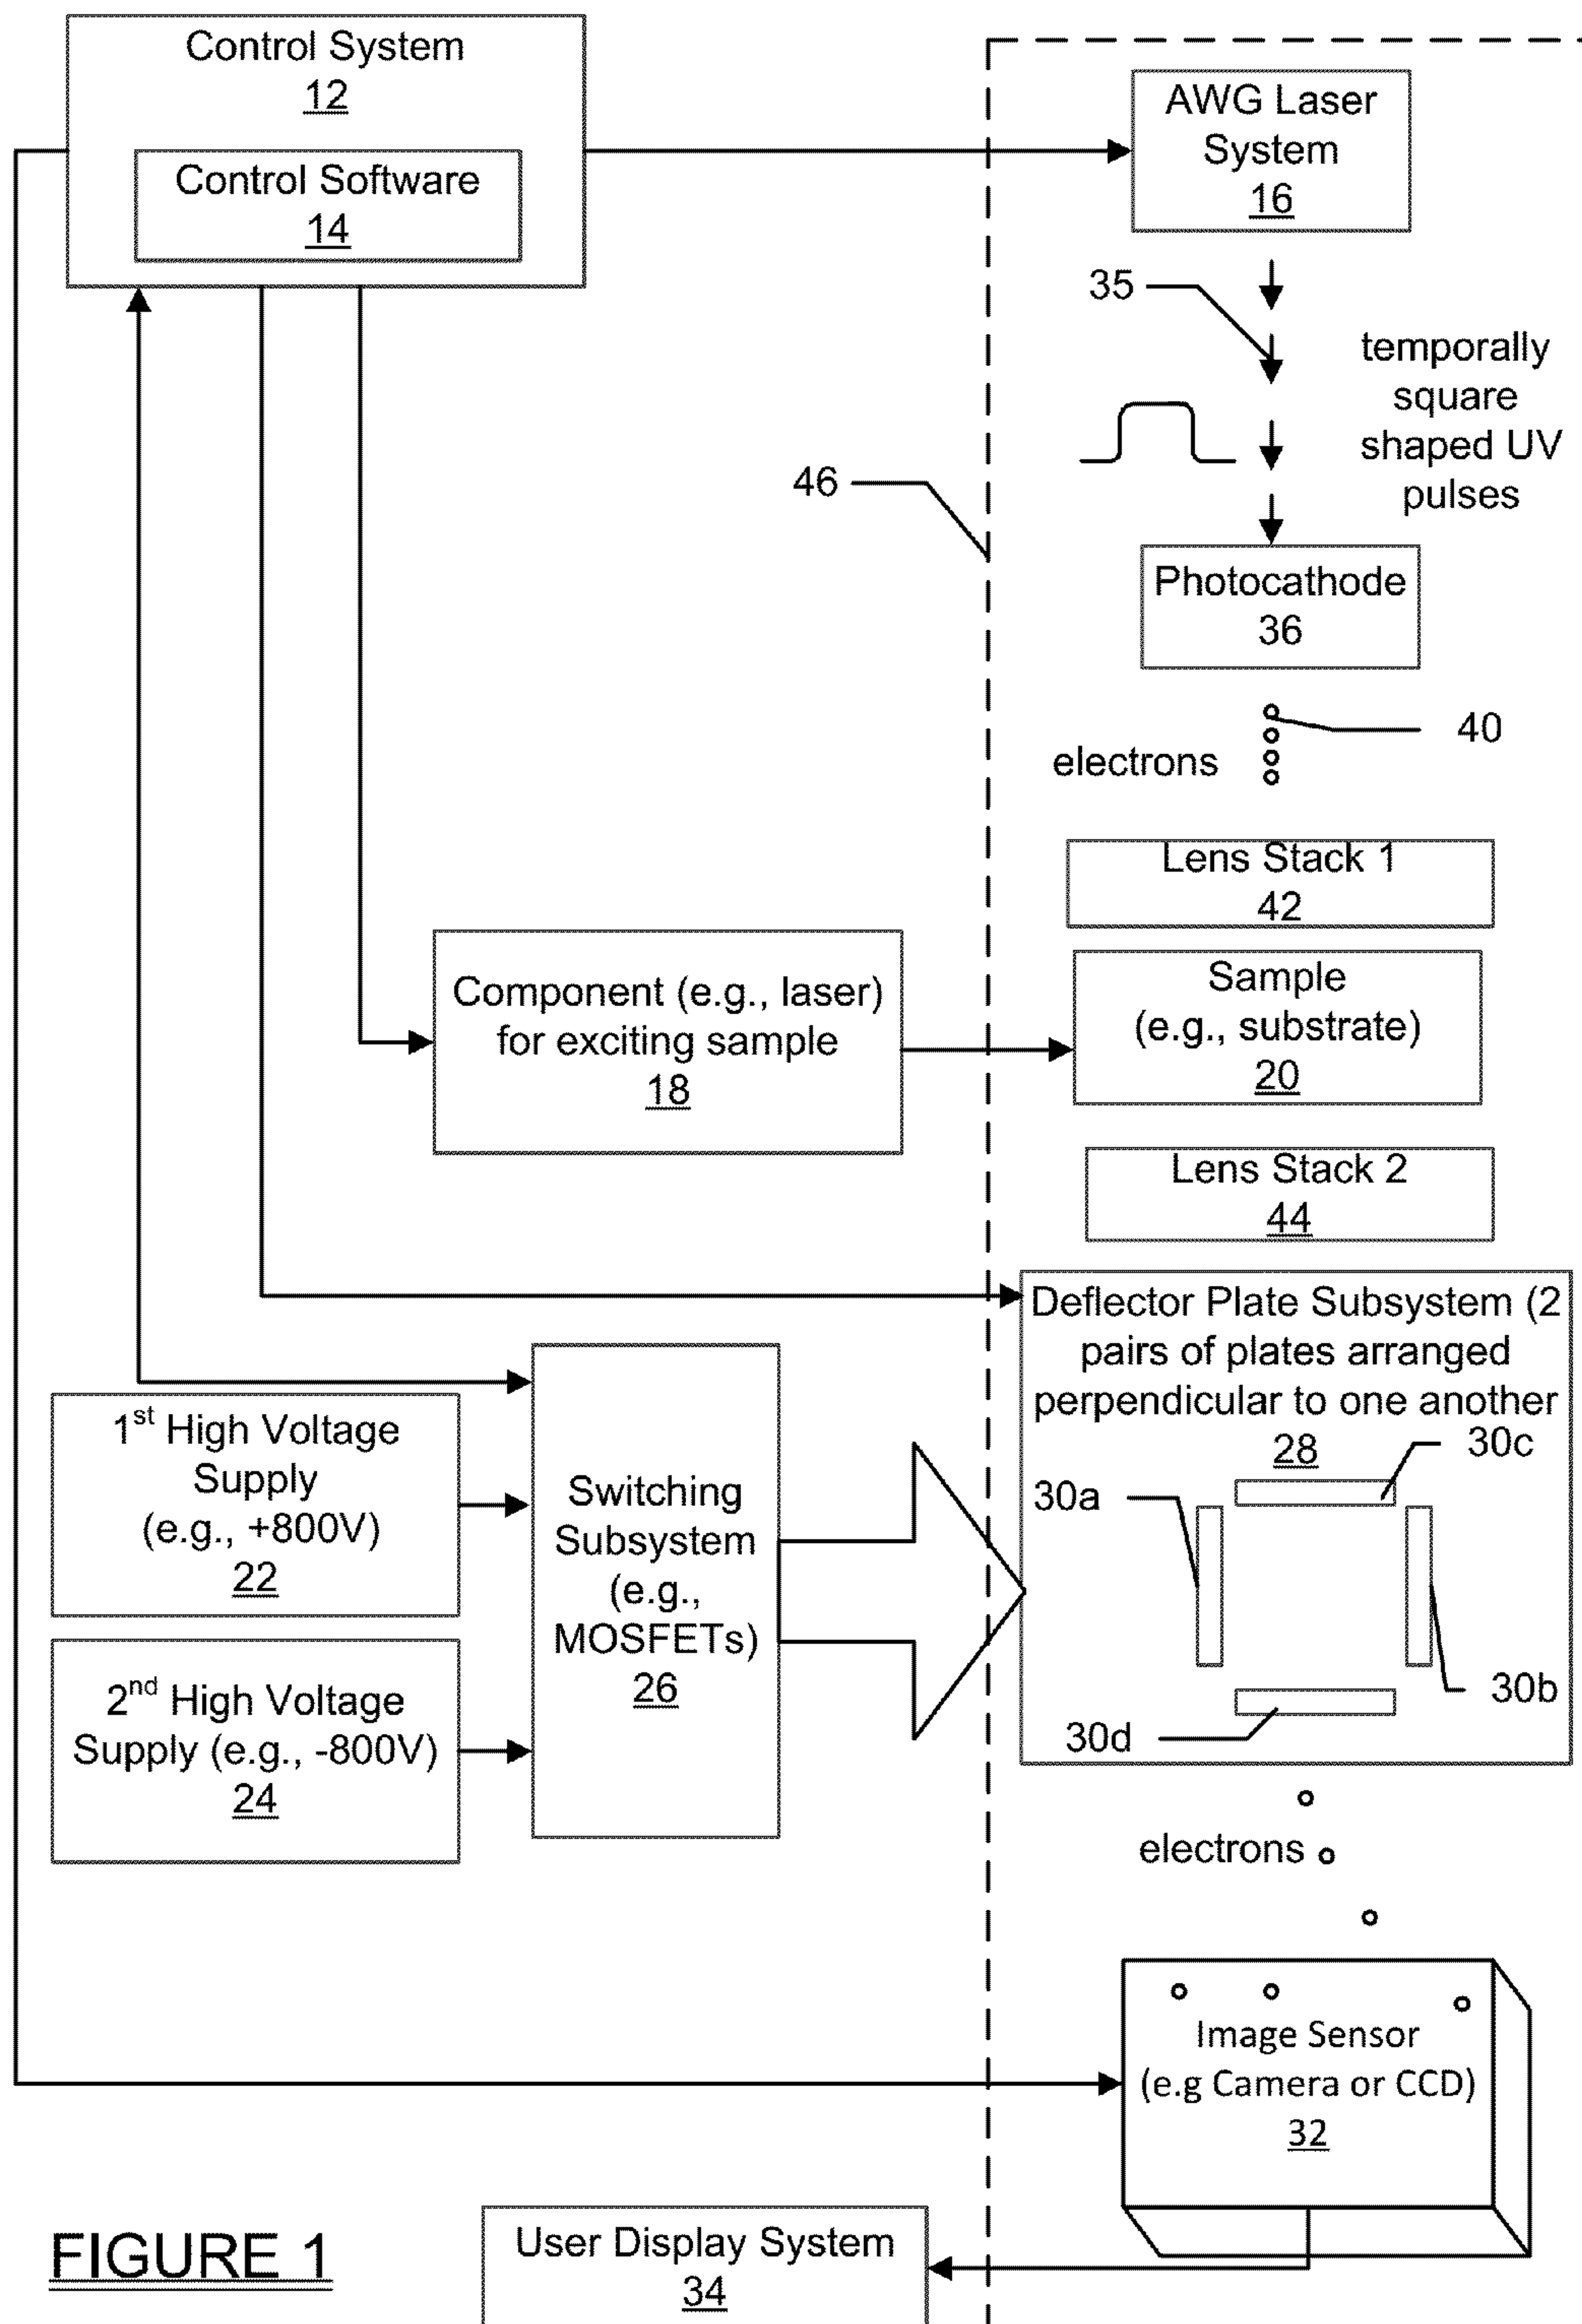 Control System
12
Control Software
14
AWG Laser
System
16
35
temporally
square
shaped UV
pulses
46
Photocathode
36
40
electrons
Lens Stack 1
42
Component (e.g., laser)
for exciting sample
18
Sample
(e.g., substrate)
20
Lens Stack 2
44
Deflector Plate Subsystem (2
pairs of plates arranged
perpendicular to one another
28
30c
30a
30b
30d
1st High Voltage
Supply
(e.g., +800V)
22
2nd High Voltage
Supply (e.g., -800V)
24
Switching
Subsystem
(e.g.,
MOSFETs)
26
electrons
Image Sensor
(e.g Camera or CCD)
32
FIGURE 1
User Display System
34